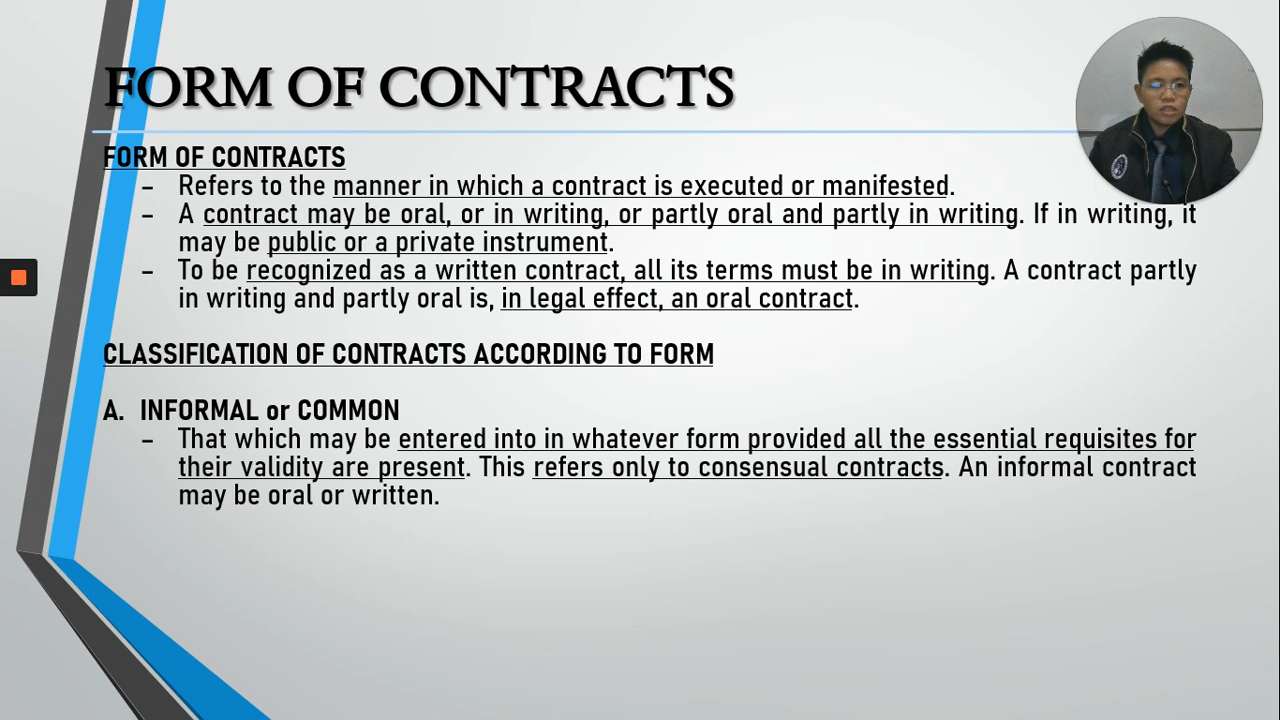 FORM OF CONTRACTS
FORM OF CONTRACTS
– Refers to the manner in which a contract is executed or manifested.
– A contract may be oral, or in writing, or partly oral and partly in writing. If in writing, it
may be public or a private instrument.
– To be recognized as a written contract, all its terms must be in writing. A contract partly
in writing and partly oral is, in legal effect, an oral contract.
CLASSIFICATION OF CONTRACTS ACCORDING TO FORM
A. INFORMAL or COMMON
– That which may be entered into in whatever form provided all the essential requisites for
their validity are present. This refers only to consensual contracts. An informal contract
may be oral or written.